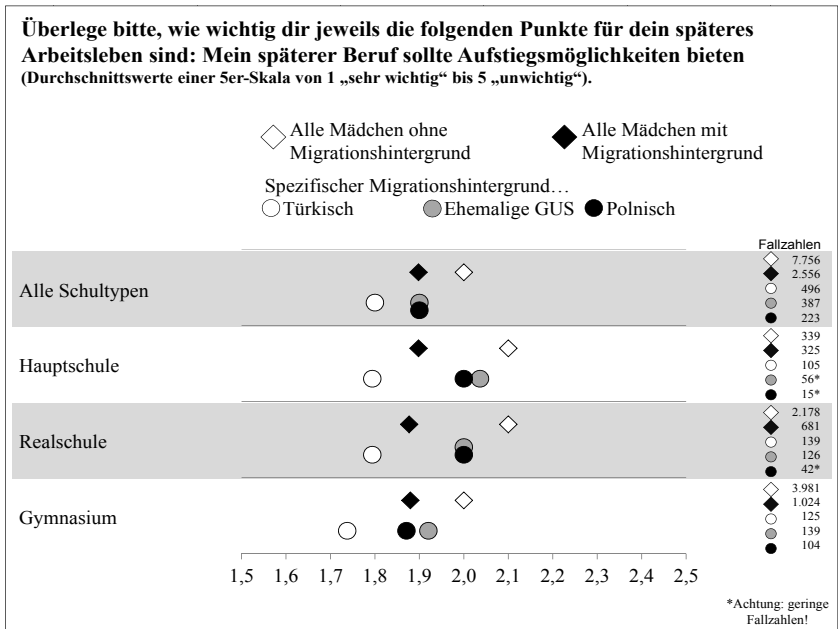 Überlege bitte, wie wichtig dir jeweils die folgenden Punkte für dein späteres
Arbeitsleben sind: Mein späterer Beruf sollte Aufstiegsmöglichkeiten bieten
(Durchschnittswerte einer 5er-Skala von 1 „sehr wichtig“ bis 5 „unwichtig“).
Alle Mädchen ohne
Migrationshintergrund
Alle Mädchen mit
Migrationshintergrund
Spezifischer Migrationshintergrund…
Türkisch
Ehemalige GUS
Polnisch
Fallzahlen
Alle Schultypen
7.756
2.556
496
387
223
Hauptschule
339
325
105
56*
15*
Realschule
2.178
681
139
126
42*
Gymnasium
3.981
1.024
125
139
104
1,5 1,6 1,7 1,8 1,9 2,0 2,1 2,2 2,3 2,4 2,5
*Achtung: geringe
Fallzahlen!